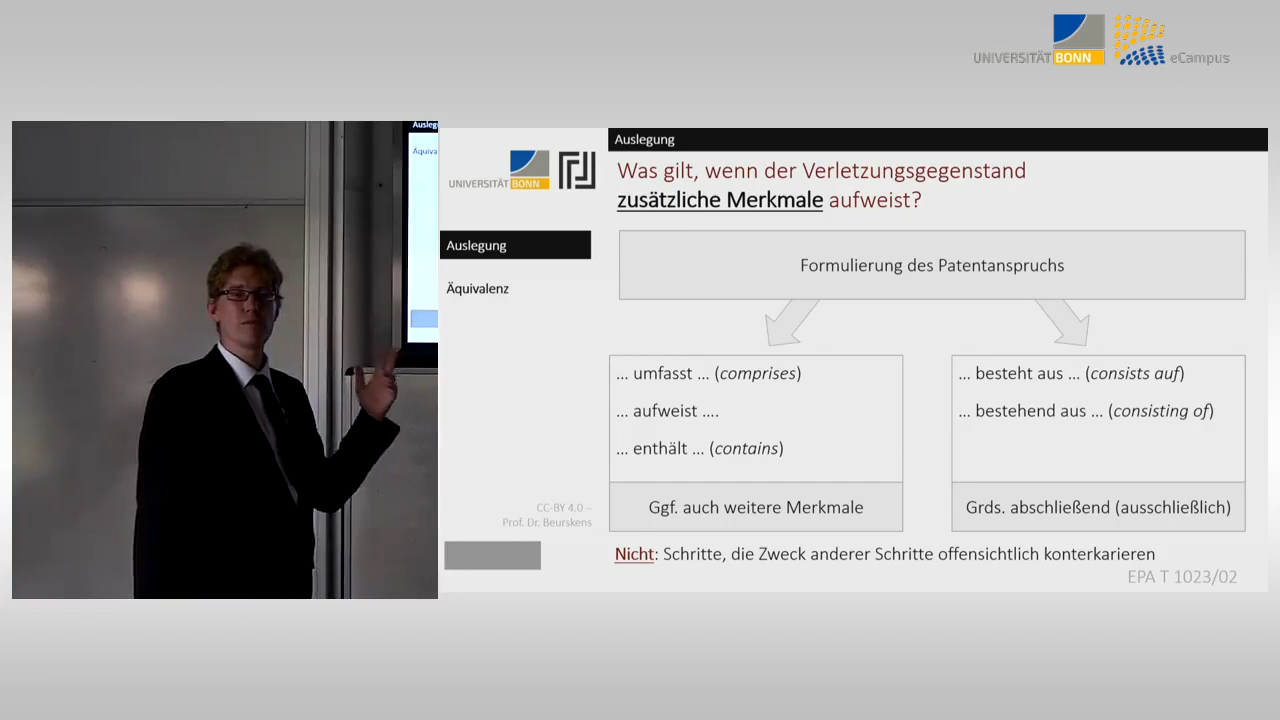 UNIVERSITÄT BONN eCampus
Ausleg
Äquiva
UNIVERSITÄT BONN
Auslegung
Äquivalenz
CC-BY 4.0 –
Prof. Dr. Beurskens
Auslegung
Was gilt, wenn der Verletzungsgegenstand
zusätzliche Merkmale aufweist?
Formulierung des Patentanspruchs
... umfasst ... (comprises)
... aufweist ....
... enthält ... (contains)
Ggf. auch weitere Merkmale
... besteht aus ... (consists auf)
... bestehend aus ... (consisting of)
Grds. abschließend (ausschließlich)
Nicht: Schritte, die Zweck anderer Schritte offensichtlich konterkarieren
EPA T 1023/02